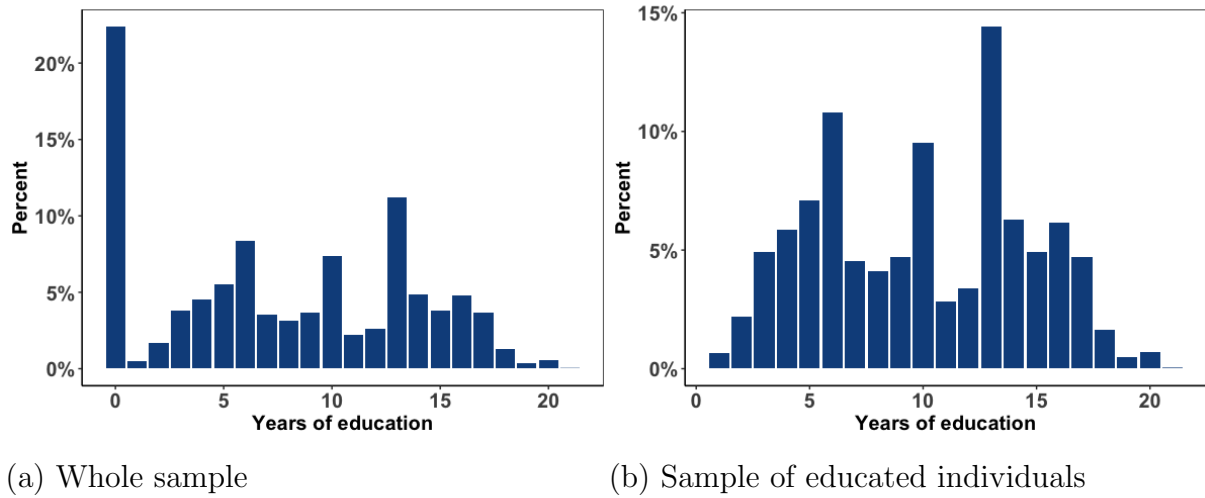 Percent
20%
15%
10%
5%
0%
0 5 10 15 20
Years of education
(a) Whole sample
Percent
15%
10%
5%
0%
0 5 10 15 20
Years of education
(b) Sample of educated individuals